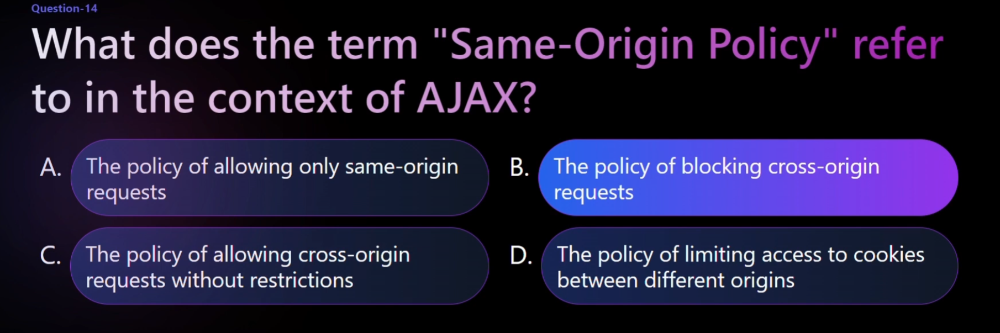 Question-14
What does the term "Same-Origin Policy" refer
to in the context of AJAX?
A. The policy of allowing only same-origin
requests
B. The policy of blocking cross-origin
requests
C. The policy of allowing cross-origin
requests without restrictions
D. The policy of limiting access to cookies
between different origins